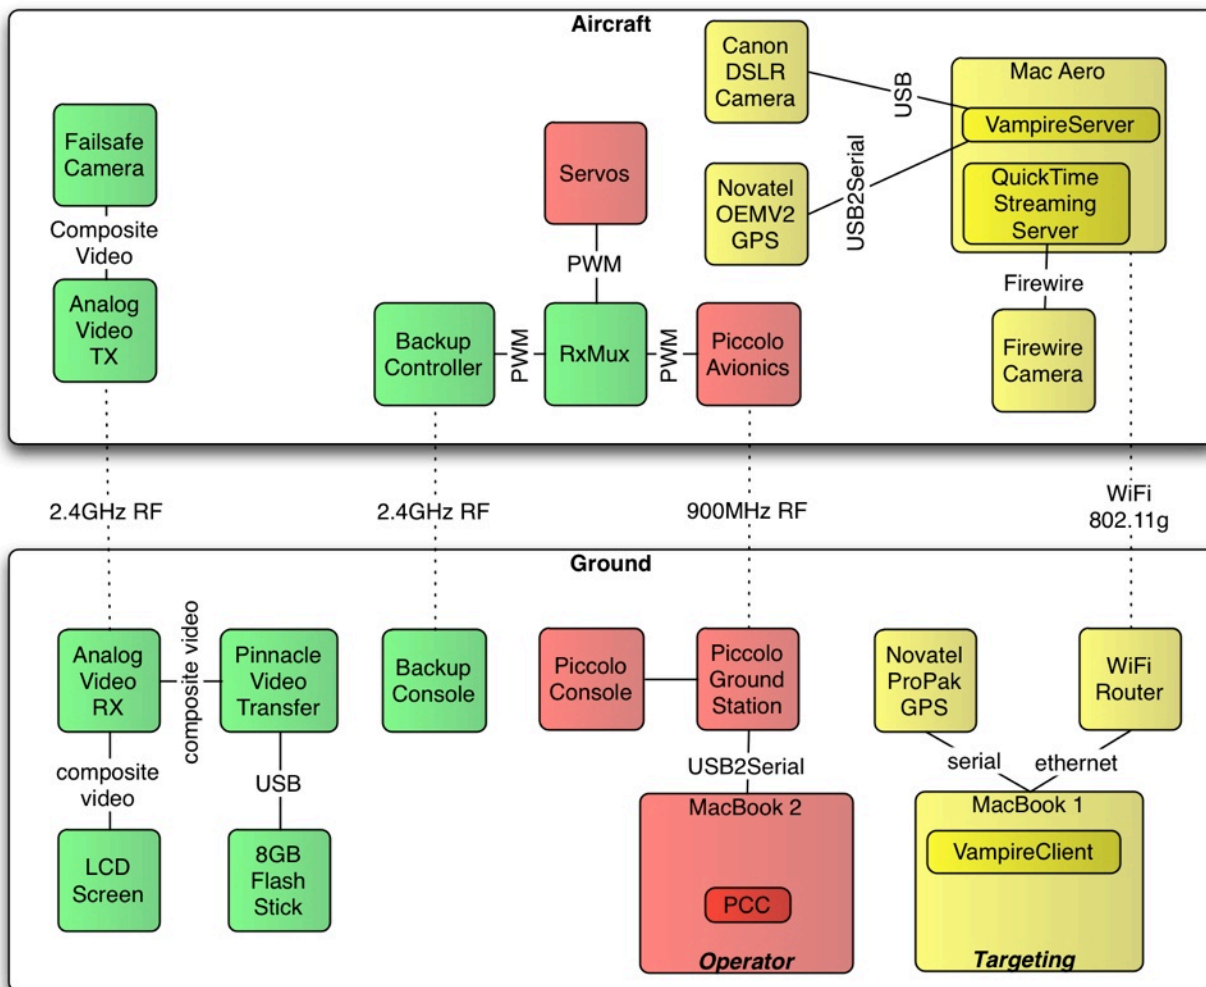 Aircraft
Failsafe
Camera
Composite
Video
Analog
Video
TX
Servos
PWM
Backup
Controller
PWM
RxMux
PWM
Piccolo
Avionics
Canon
DSLR
Camera
USB
Novatel
OEMV2
GPS
USB2Serial
Mac Aero
VampireServer
QuickTime
Streaming
Server
Firewire
Firewire
Camera
2.4GHz RF
2.4GHz RF
900MHz RF
WiFi
802.11g
Ground
Analog
Video
RX
composite video
Pinnacle
Video
Transfer
composite
video
USB
LCD
Screen
8GB
Flash
Stick
Backup
Console
Piccolo
Console
Piccolo
Ground
Station
USB2Serial
MacBook 2
PCC
Operator
Novatel
ProPak
GPS
WiFi
Router
serial
ethernet
MacBook 1
VampireClient
Targeting